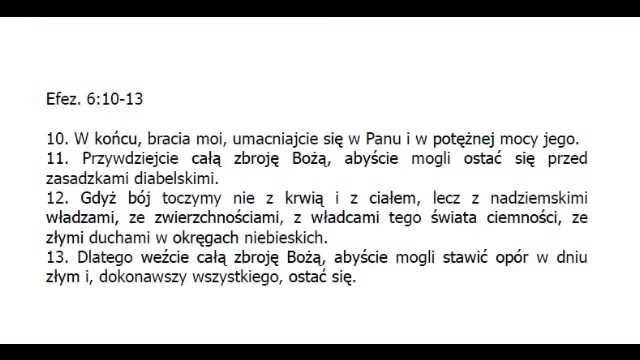 Efez. 6:10-13
10. W końcu, bracia moi, umacniajcie się w Panu i w potężnej mocy jego.
11. Przywdziejcie całą zbroję Bożą, abyście mogli ostać się przed
zasadzkami diabelskimi.
12. Gdyż bój toczymy nie z krwią i z ciałem, lecz z nadziemskimi
władzami, ze zwierzchnościami, z władcami tego świata ciemności, ze
złymi duchami w okręgach niebieskich.
13. Dlatego weźcie całą zbroję Bożą, abyście mogli stawić opór w dniu
złym i, dokonawszy wszystkiego, ostać się.